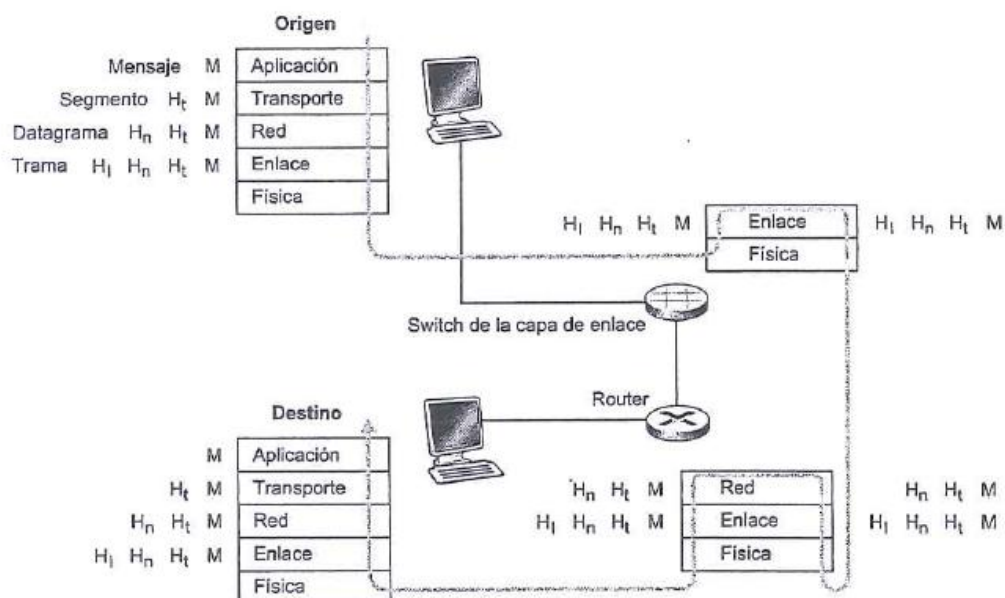 Origen
Mensaje M Aplicación
Segmento Ht M Transporte
Datagrama Hn Ht M Red
Trama Hl Hn Ht M Enlace
Física
Hl Hn Ht M Enlace Hl Hn Ht M
Física
Switch de la capa de enlace
Router
Destino
M Aplicación
Ht M Transporte
Hn Ht M Red
Hl Hn Ht M Enlace
Física
Hn Ht M Red Hn Ht M
Hl Hn Ht M Enlace Hl Hn Ht M
Física